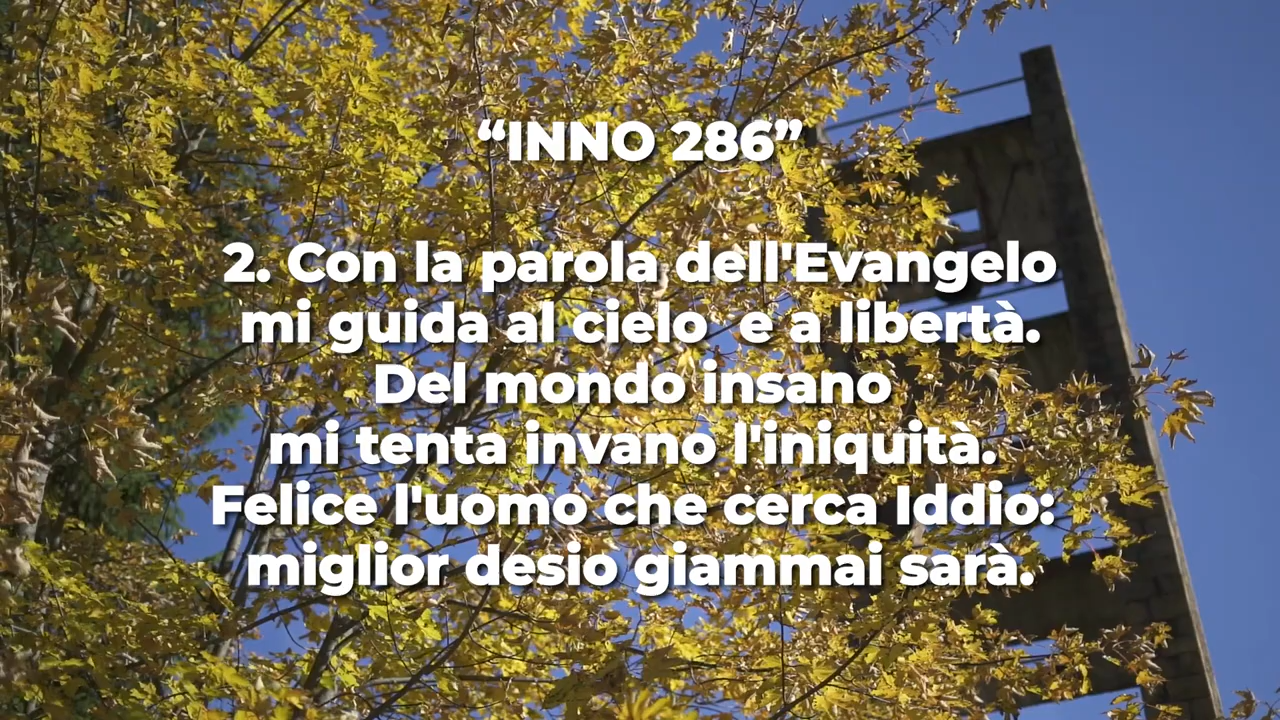 “INNO 286”
2. Con la parola dell'Evangelo
mi guida al cielo e a libertà.
Del mondo insano
mi tenta invano l'iniquità.
Felice l'uomo che cerca Iddio:
miglior desio giammai sarà.